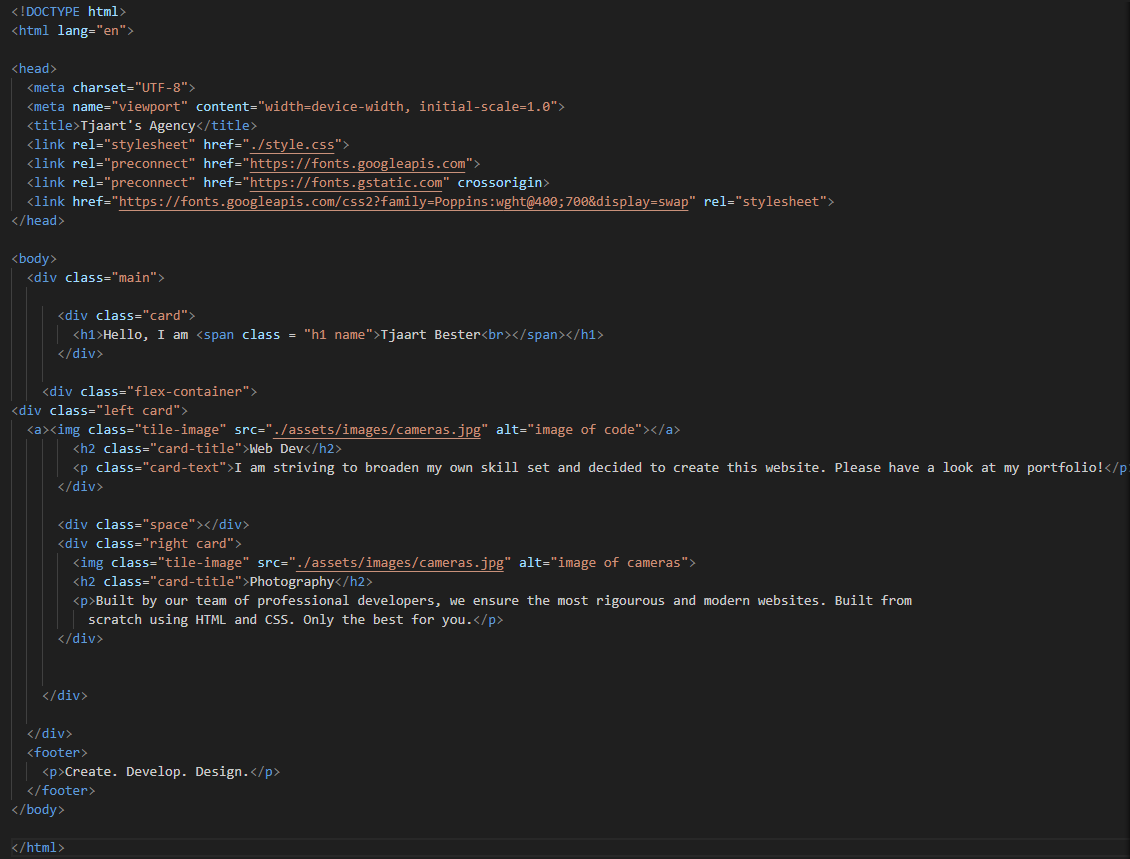 <!DOCTYPE html>
<html lang="en">
<head>
<meta charset="UTF-8">
<meta name="viewport" content="width=device-width, initial-scale=1.0">
<title>Tjaart's Agency</title>
<link rel="stylesheet" href="./style.css">
<link rel="preconnect" href="https://fonts.googleapis.com">
<link rel="preconnect" href="https://fonts.gstatic.com" crossorigin>
<link href="https://fonts.googleapis.com/css2?family=Poppins:wght@400;700&display=swap" rel="stylesheet">
</head>
<body>
<div class="main">
<div class="card">
<h1>Hello, I am <span class = "h1 name">Tjaart Bester<br></span></h1>
</div>
<div class="flex-container">
<div class="left card">
<a><img class="tile-image" src="./assets/images/cameras.jpg" alt="image of code"></a>
<h2 class="card-title">Web Dev</h2>
<p class="card-text">I am striving to broaden my own skill set and decided to create this website. Please have a look at my portfolio!</p
</div>
<div class="space"></div>
<div class="right card">
<img class="tile-image" src="./assets/images/cameras.jpg" alt="image of cameras">
<h2 class="card-title">Photography</h2>
<p>Built by our team of professional developers, we ensure the most rigourous and modern websites. Built from
scratch using HTML and CSS. Only the best for you.</p>
</div>
</div>
</div>
<footer>
<p>Create. Develop. Design.</p>
</footer>
</body>
</html>